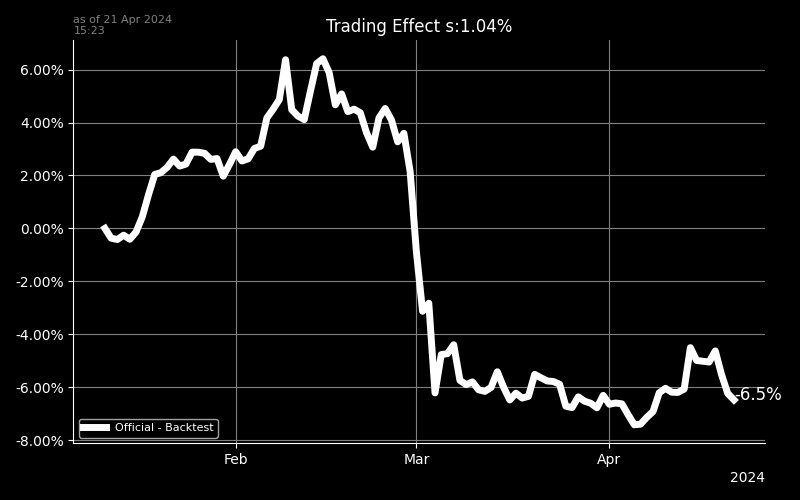 as of 21 Apr 2024
15:23
Trading Effect s:1.04%
6.00%
4.00%
2.00%
0.00%
-2.00%
-4.00%
-6.00%
-8.00%
-6.5%
Official - Backtest
Feb
Mar
Apr
2024